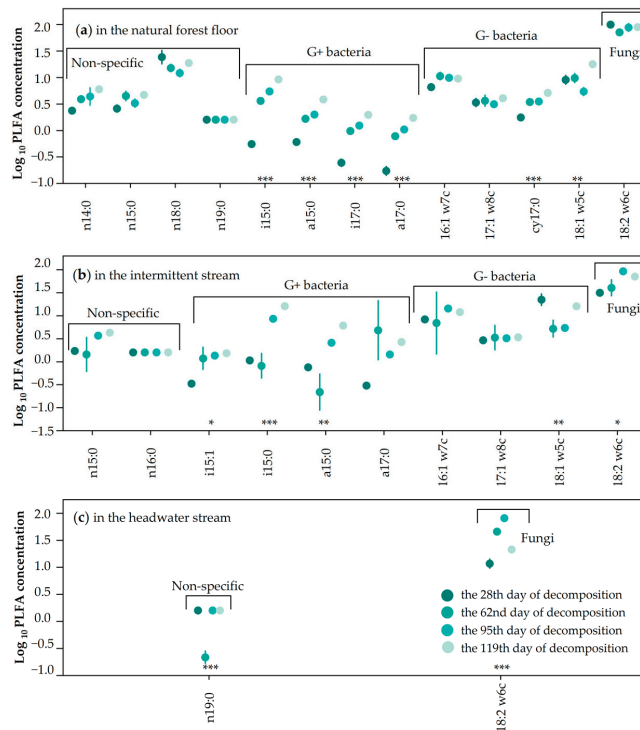 (a) in the natural forest floor
Non-specific
G+ bacteria
G- bacteria
Fungi
Log 10 PLFA concentration
2.0
1.5
1.0
0.5
0.0
−0.5
−1.0
*** *** *** *** *** **
n14:0 n15:0 n18:0 n19:0 i15:0 a15:0 i17:0 a17:0 16:1 w7c 17:1 w8c cy17:0 18:1 w5c 18:2 w6c
(b) in the intermittent stream
Non-specific
G+ bacteria
G- bacteria
Fungi
Log 10 PLFA concentration
2.0
1.5
1.0
0.5
0.0
−0.5
−1.0
−1.5
* *** ** ** *
n15:0 n16:0 i15:1 i15:0 a15:0 a17:0 16:1 w7c 17:1 w8c 18:1 w5c 18:2 w6c
(c) in the headwater stream
Non-specific
Fungi
Log 10 PLFA concentration
2.0
1.5
1.0
0.5
0.0
−0.5
−1.0
the 28th day of decomposition
the 62nd day of decomposition
the 95th day of decomposition
the 119th day of decomposition
*** ***
n19:0 18:2 w6c